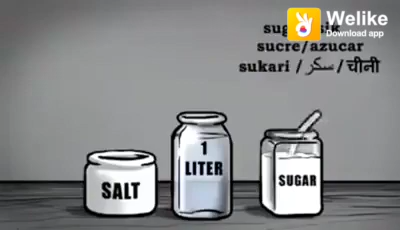 Welike
Download app
sucre/azucar
sukari / سكر / चीनी
1
LITER
SALT
SUGAR